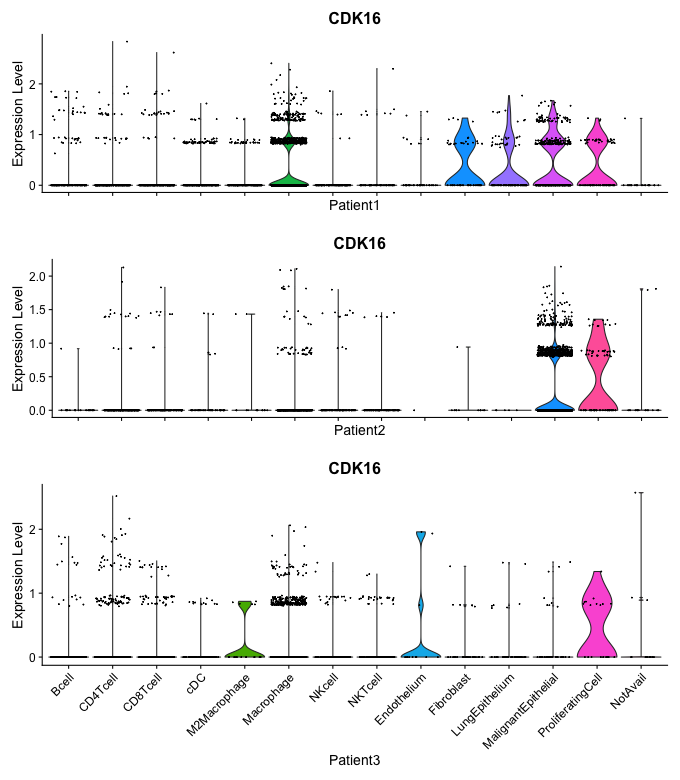 CDK16
Expression Level
2
1
0
Patient1
CDK16
Expression Level
2.0
1.5
1.0
0.5
0.0
Patient2
CDK16
Expression Level
2
1
0
Bcell
CD4Tcell
CD8Tcell
cDC
M2Macrophage
Macrophage
NKcell
NKTcell
Endothelium
Fibroblast
LungEpithelium
MalignantEpithelial
ProliferatingCell
NotAvail
Patient3